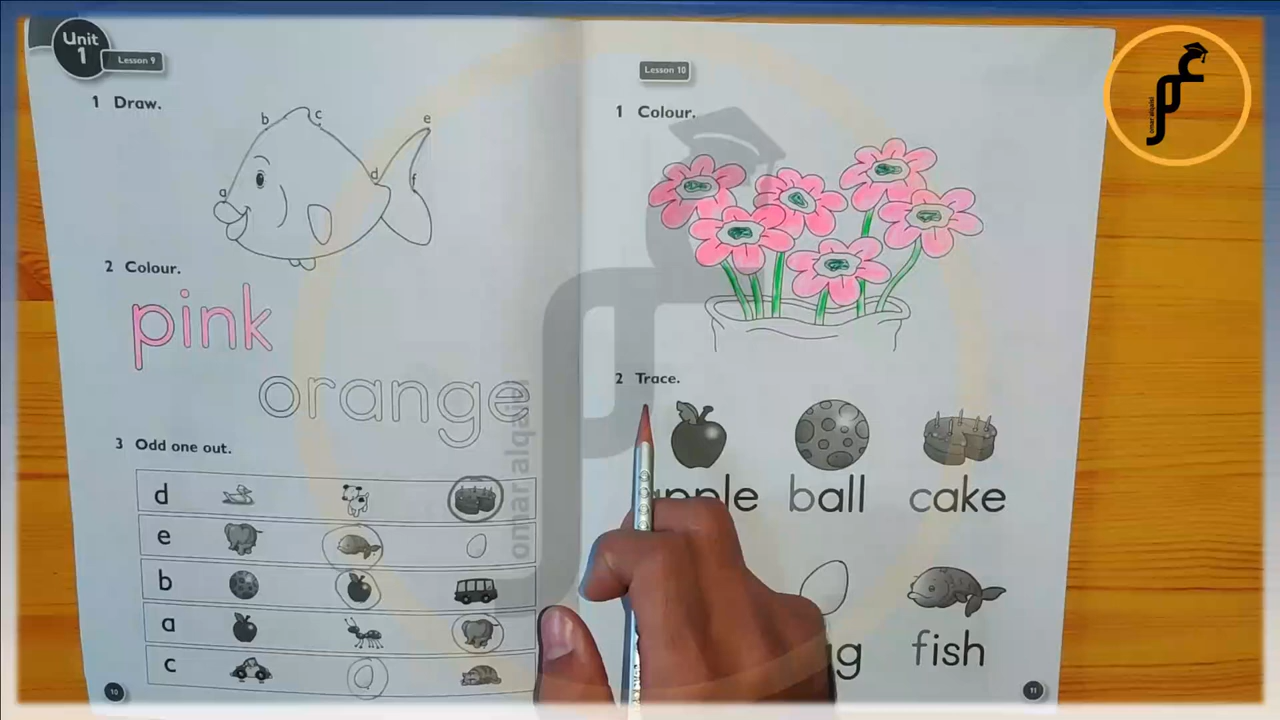 Unit
1
Lesson 9
1 Draw.
a
b
c
d
e
f
2 Colour.
pink
orange
3 Odd one out.
d
e
b
a
c
10
Lesson 10
1 Colour.
2 Trace.
ball
cake
fish
11
omar alqaisi